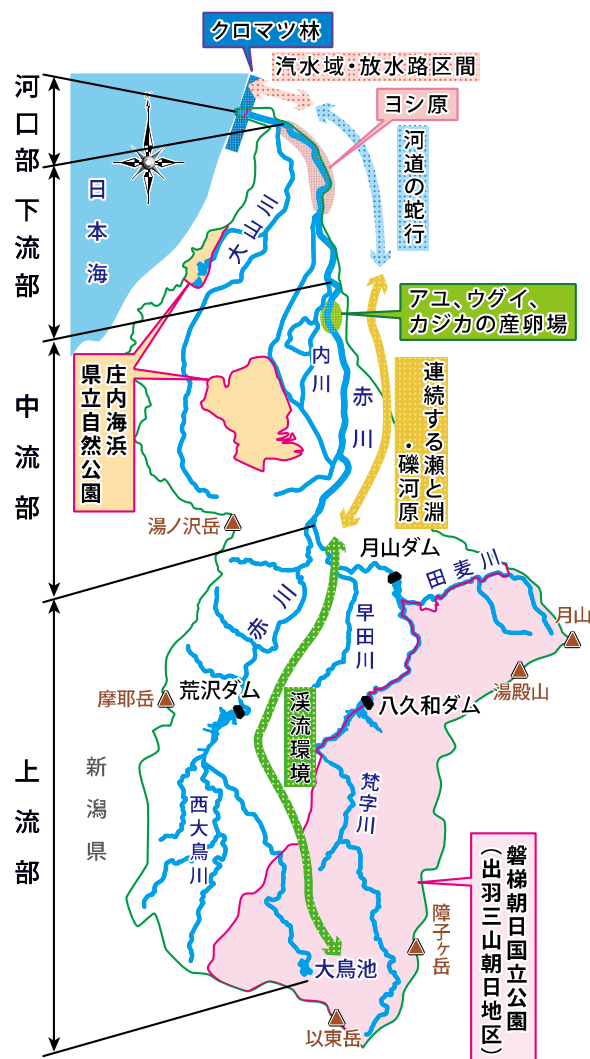 クロマツ林
汽水域・放水路区間
ヨシ原
河道の蛇行
河口部
下流部
中流部
上流部
日本海
大山川
内川
赤川
アユ、ウグイ、
カジカの産卵場
連続する瀬と淵
・礫河原
庄内海浜
県立自然公園
湯ノ沢岳
月山ダム
田麦川
月山
湯殿山
赤川
早田川
摩耶岳
荒沢ダム
八久和ダム
渓流環境
新潟県
西大鳥川
梵字川
磐梯朝日国立公園
（出羽三山朝日地区）
障子ヶ岳
大鳥池
以東岳